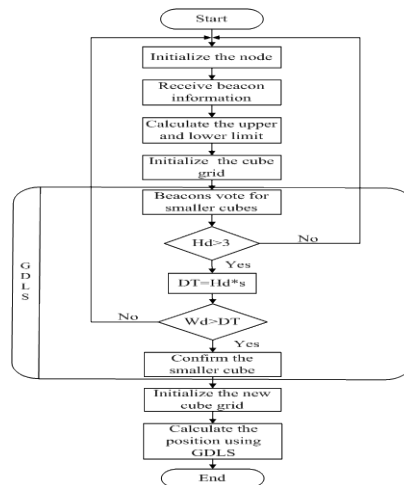 Start
Initialize the node
Receive beacon
information
Calculate the upper
and lower limit
Initialize the cube
grid
Beacons vote for
smaller cubes
Hd>3
No
Yes
GDLS
DT=Hd*s
Wd>DT
No
Yes
Confirm the
smaller cube
Initialize the new
cube grid
Calculate the
position using
GDLS
End